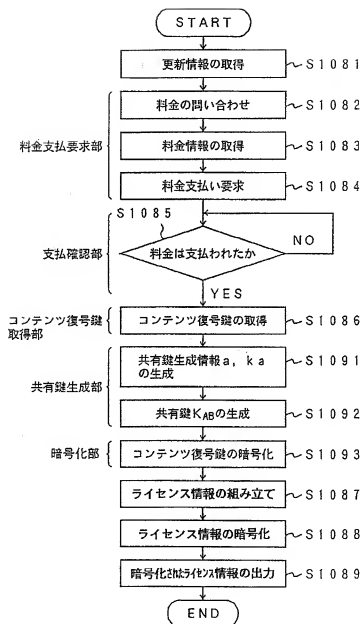 START
更新情報の取得
S1081
料金の問い合わせ
S1082
料金支払要求部
料金情報の取得
S1083
料金支払い要求
S1084
S1085
支払確認部
料金は支払われたか
NO
YES
コンテンツ復号鍵
取得部
コンテンツ復号鍵の取得
S1086
共有鍵生成部
共有鍵生成情報a, ka
の生成
S1091
共有鍵KABの生成
S1092
暗号化部
コンテンツ復号鍵の暗号化
S1093
ライセンス情報の組み立て
S1087
ライセンス情報の暗号化
S1088
暗号化されはライセンス情報の出力
S1089
END